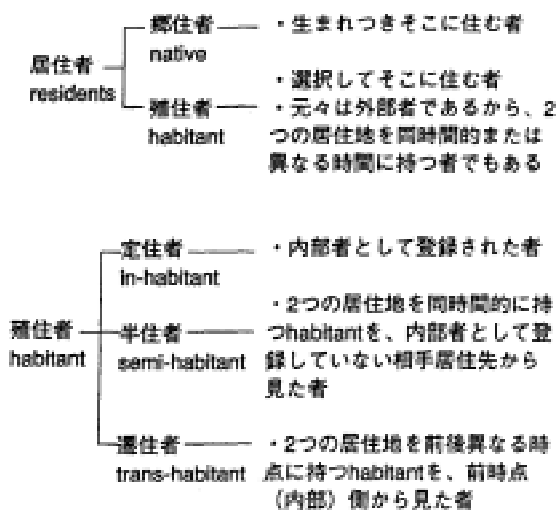 郷住者 ・生まれつきそこに住む者
native
居住者
residents
・選択してそこに住む者
殖住者 ・元々は外部者であるから、2
habitant つの居住地を同時間的または
異なる時間に持つ者でもある
定住者 ・内部者として登録された者
in-habitant
・2つの居住地を同時間的に持
殖住者 半住者 つhabitantを、内部者として登
habitant semi-habitant 録していない相手居住先から
見た者
遷住者 ・2つの居住地を前後異なる時
trans-habitant 点に持つhabitantを、前時点
（内部）側から見た者